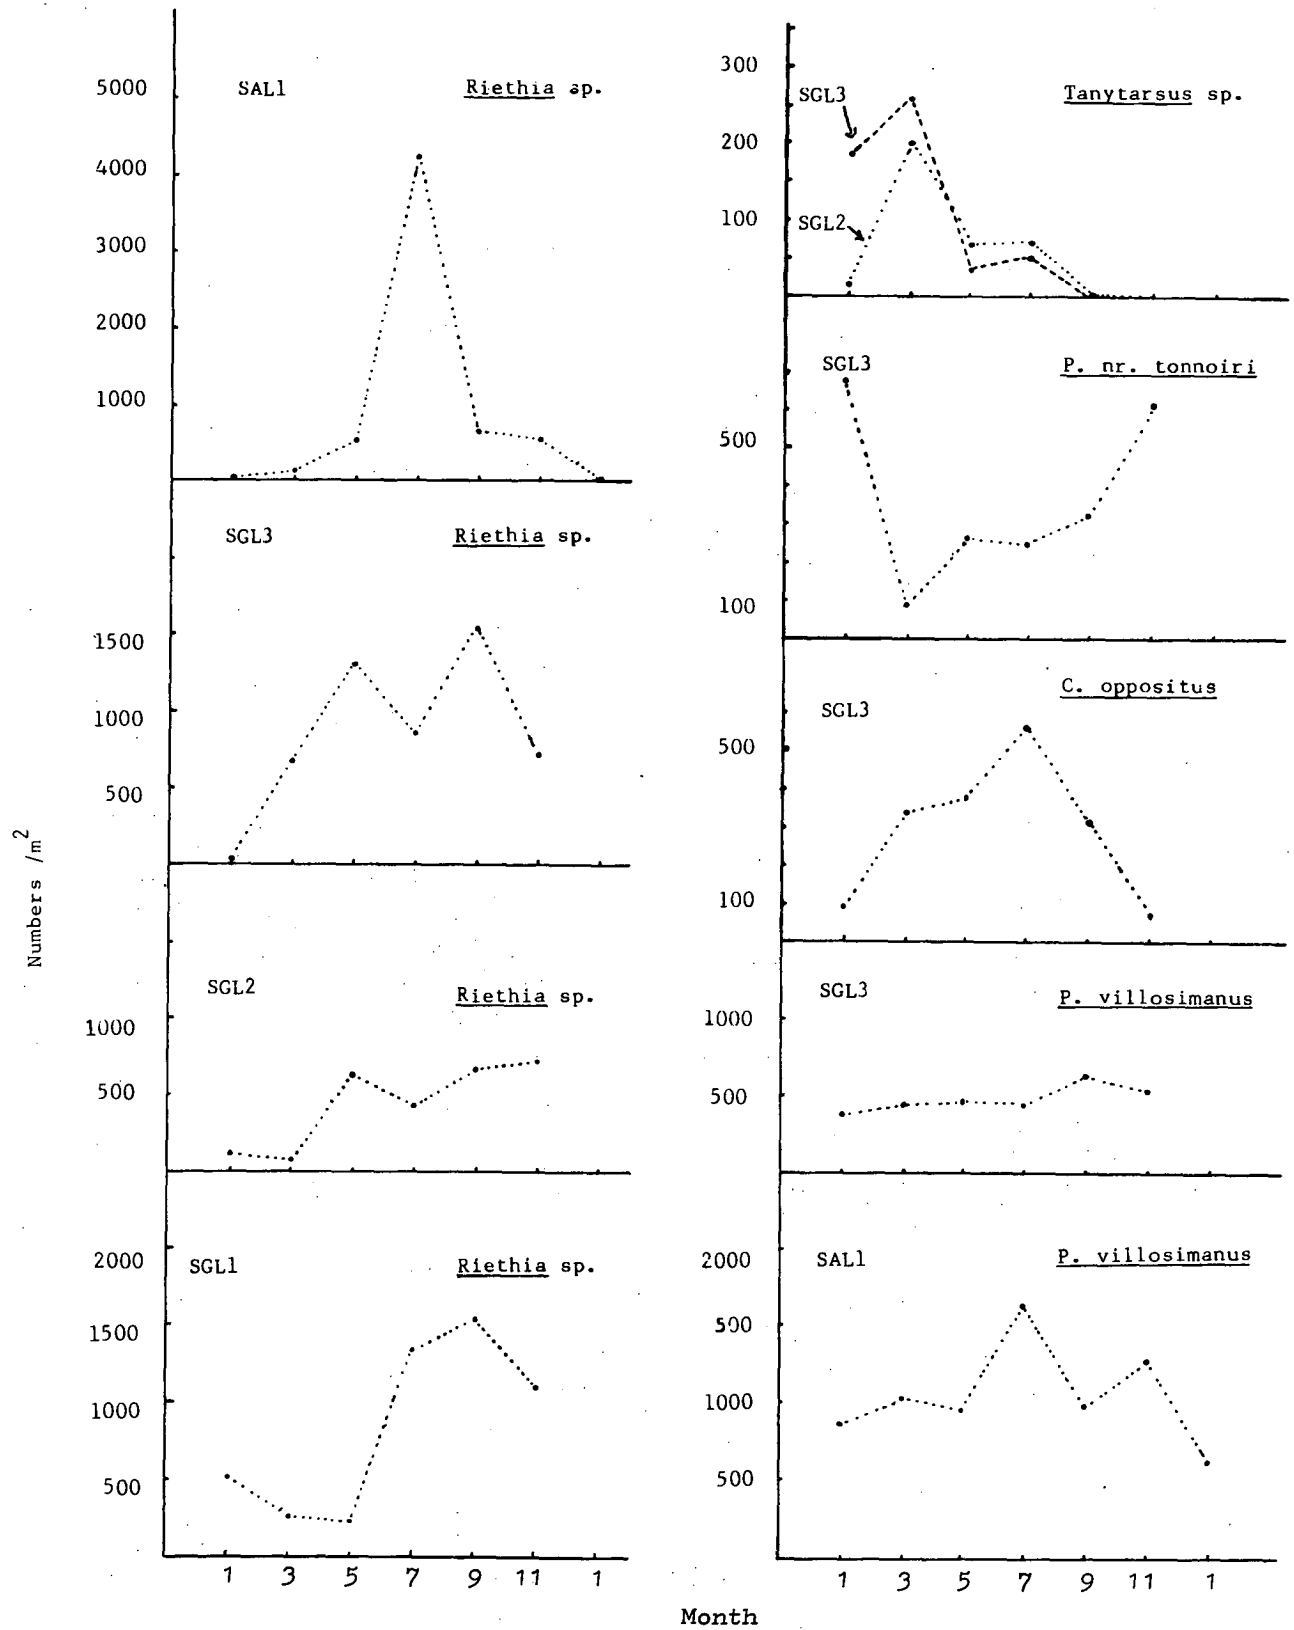 Numbers /m2
SAL1 Riethia sp.
5000
4000
3000
2000
1000
SGL3 Riethia sp.
1500
1000
500
SGL2 Riethia sp.
1000
500
SGL1 Riethia sp.
2000
1500
1000
500
1 3 5 7 9 11 1
Tanytarsus sp.
300
SGL3
200
SGL2
100
SGL3 P. nr. tonnoiri
500
100
C. oppositus
SGL3
500
100
SGL3 P. villosimanus
1000
500
SAL1 P. villosimanus
2000
500
1000
500
1 3 5 7 9 11 1
Month